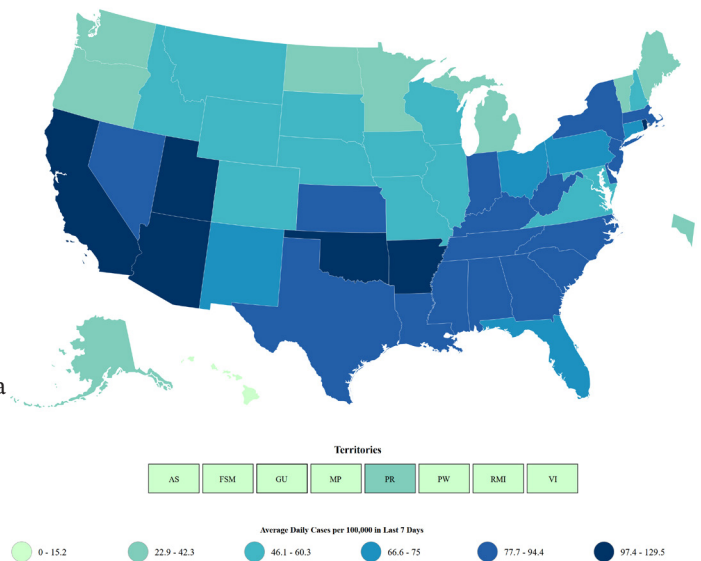 a
Territories
AS FSM GU MP PR PW RMI VI
Average Daily Cases per 100,000 in Last 7 Days
0 - 15.2 22.9 - 42.3 46.1 - 60.3 66.6 - 75 77.7 - 94.4 97.4 - 129.5